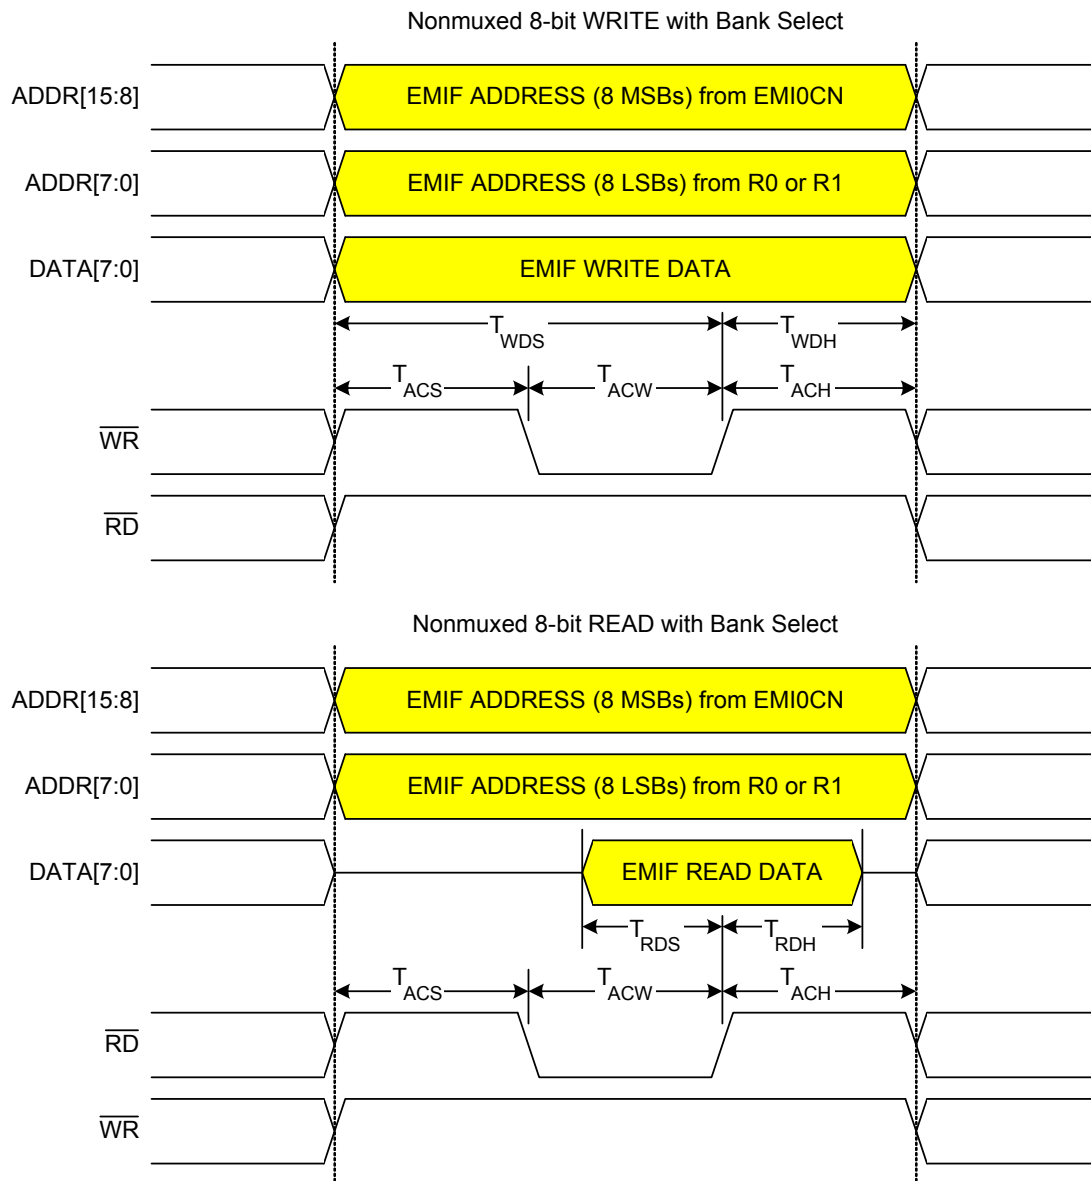 Nonmuxed 8-bit WRITE with Bank Select
ADDR[15:8]
EMIF ADDRESS (8 MSBs) from EMI0CN
ADDR[7:0]
EMIF ADDRESS (8 LSBs) from R0 or R1
DATA[7:0]
EMIF WRITE DATA
TWDS TWDH
TACS TACW TACH
WR
RD
Nonmuxed 8-bit READ with Bank Select
ADDR[15:8]
EMIF ADDRESS (8 MSBs) from EMI0CN
ADDR[7:0]
EMIF ADDRESS (8 LSBs) from R0 or R1
DATA[7:0]
EMIF READ DATA
TRDS TRDH
TACS TACW TACH
RD
WR